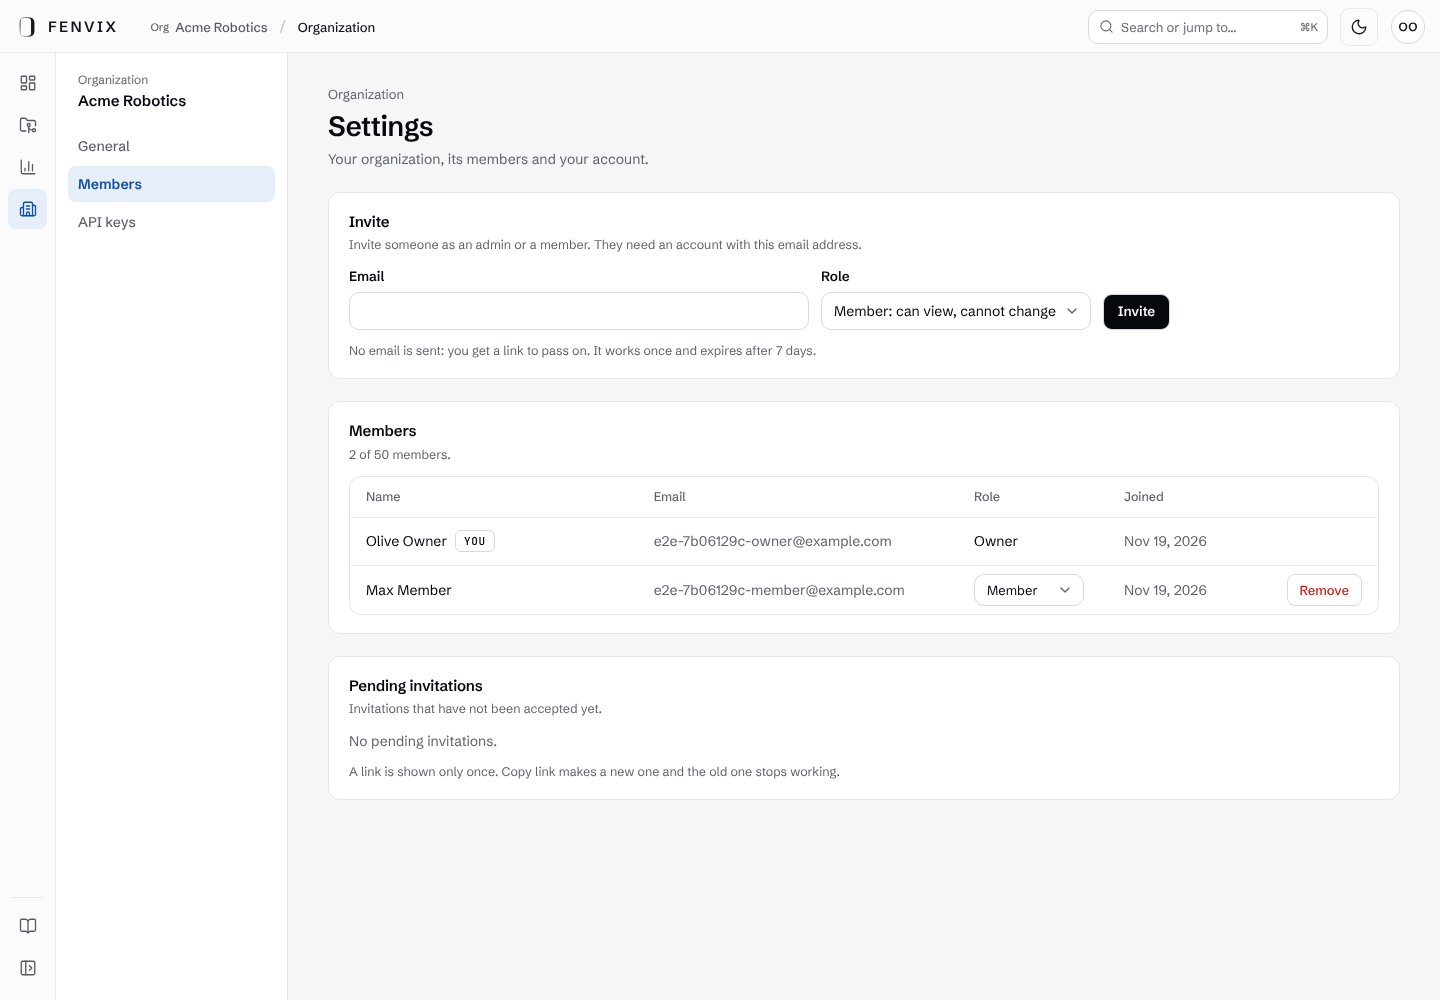 FENVIX
Org Acme Robotics / Organization
Search or jump to... ⌘K
OO
Organization
Acme Robotics
General
Members
API keys
Organization
Settings
Your organization, its members and your account.
Invite
Invite someone as an admin or a member. They need an account with this email address.
Email Role
Member: can view, cannot change Invite
No email is sent: you get a link to pass on. It works once and expires after 7 days.
Members
2 of 50 members.
Name Email Role Joined
Olive Owner YOU e2e-7b06129c-owner@example.com Owner Nov 19, 2026
Max Member e2e-7b06129c-member@example.com Member Nov 19, 2026 Remove
Pending invitations
Invitations that have not been accepted yet.
No pending invitations.
A link is shown only once. Copy link makes a new one and the old one stops working.